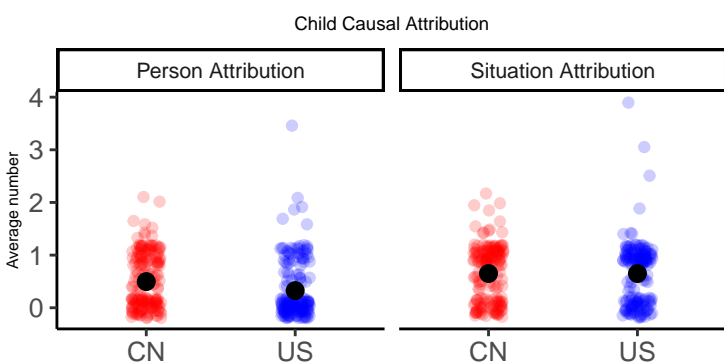 Child Causal Attribution
Person Attribution
Situation Attribution
Average number
4
3
2
1
0
CN
US
CN
US